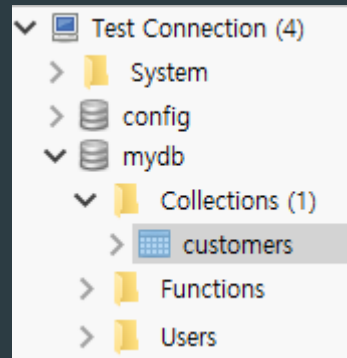 Test Connection (4)
System
config
mydb
Collections (1)
customers
Functions
Users